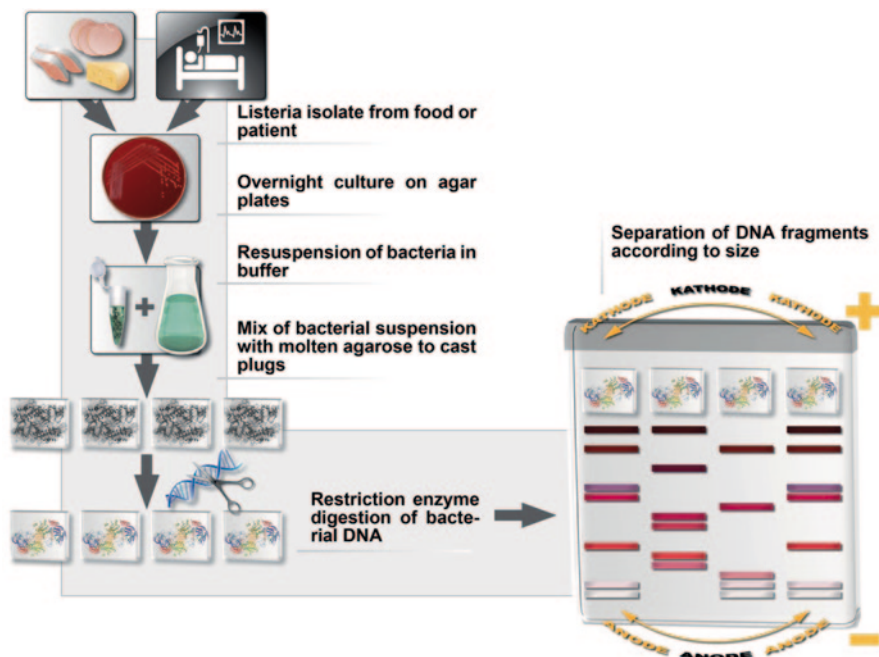 Listeria isolate from food or
patient
Overnight culture on agar
plates
Resuspension of bacteria in
buffer
Mix of bacterial suspension
with molten agarose to cast
plugs
Restriction enzyme
digestion of bacte-
rial DNA
Separation of DNA fragments
according to size
KATHODE KATHODE KATHODE
+
+
ANODE ANODE ANODE